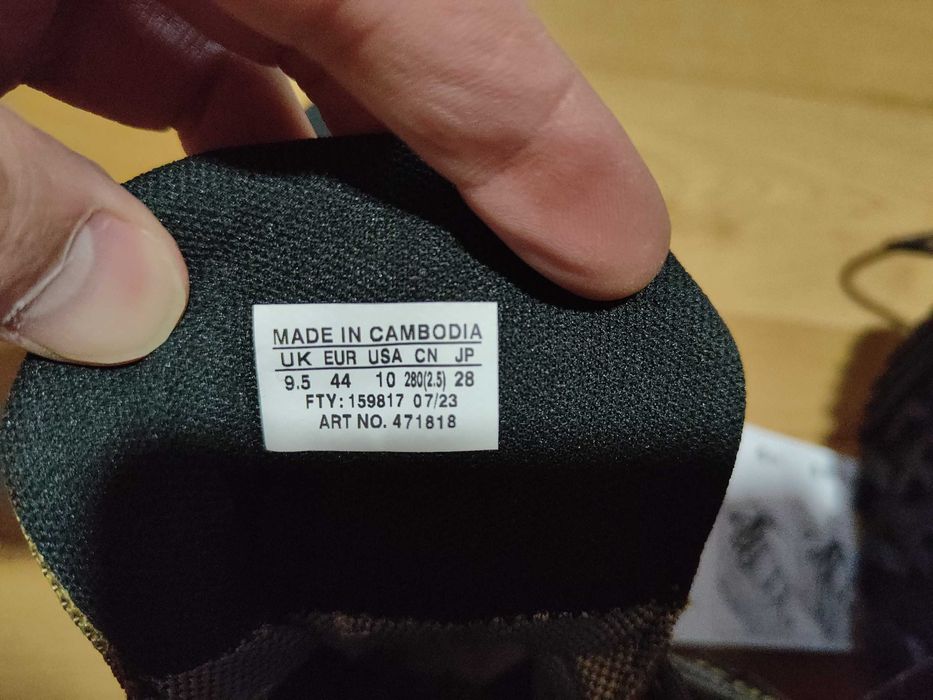 MADE IN CAMBODIA
UK EUR USA CN JP
9.5 44 10 280(2.5) 28
FTY: 159817 07/23
ART NO. 471818